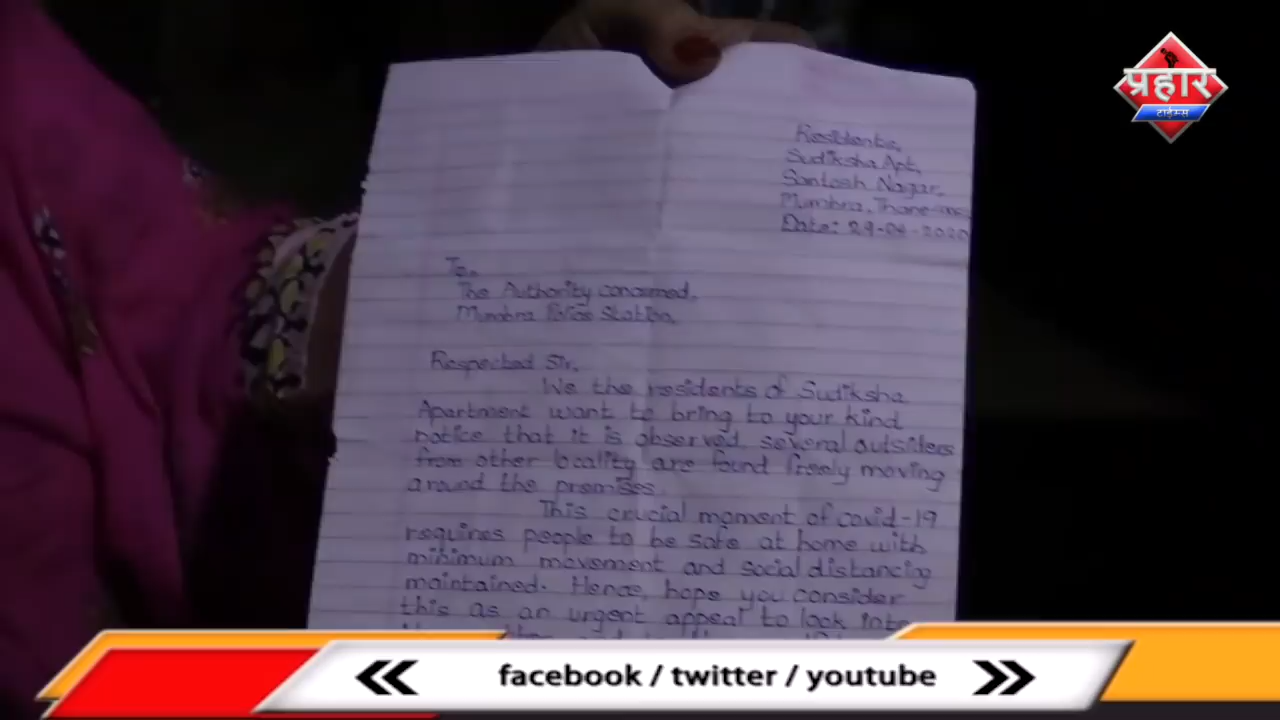 प्रहार
टाईम्स
Residents,
Sudiksha Apt,
Santosh Nagar,
Mumbra, Thane
Date: 29-04-2020
To,
The Authority concerned,
Mumbra Police Station,
Respected Sir,
We the residents of Sudiksha
Apartment want to bring to your kind
notice that it is observed, several outsiders
from other locality are found freely moving
around the premises.
This crucial moment of covid-19
requires people to be safe at home with
minimum movement and social distancing
maintained. Hence, hope you consider
this as an urgent appeal to look into
facebook / twitter / youtube